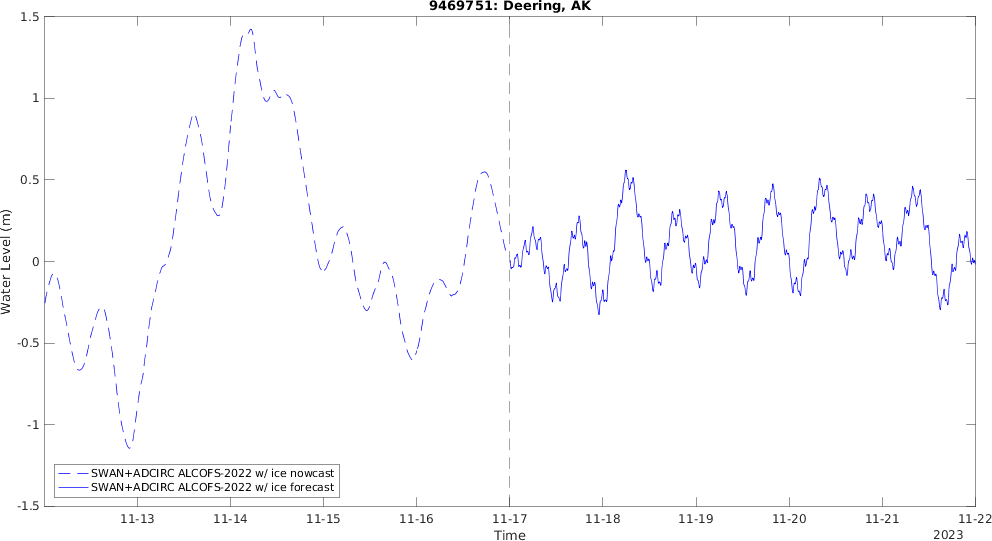 9469751: Deering, AK
Water Level (m)
1.5
1
0.5
0
-0.5
-1
-1.5
SWAN+ADCIRC ALCOFS-2022 w/ ice nowcast
SWAN+ADCIRC ALCOFS-2022 w/ ice forecast
11-13 11-14 11-15 11-16 11-17 11-18 11-19 11-20 11-21 11-22
Time
2023